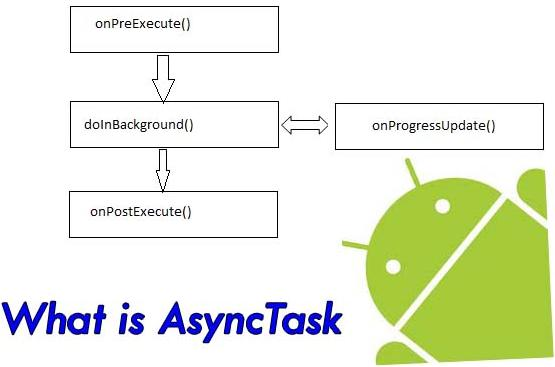 onPreExecute()
doInBackground()
onProgressUpdate()
onPostExecute()
What is AsyncTask